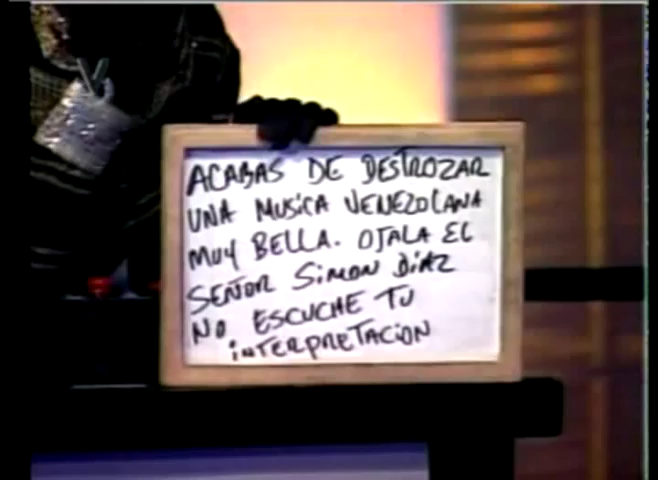 ACABAS DE DESTROZAR
UNA MUSICA VENEZOLANA
MUY BELLA. OJALA EL
SEÑOR SIMON DIAZ
NO ESCUCHE TU
INTERPRETACION